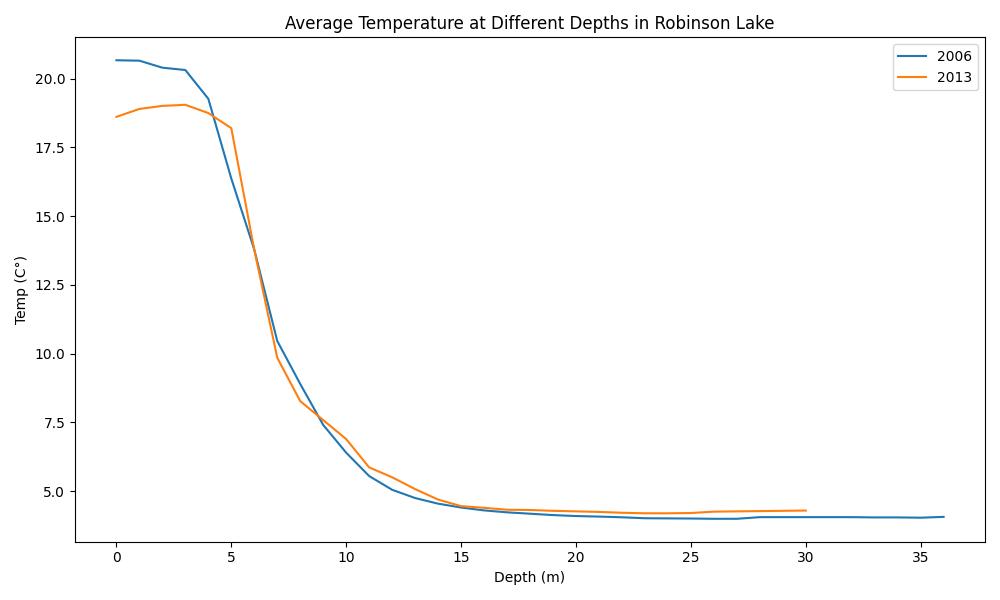 Average Temperature at Different Depths in Robinson Lake
2006
2013
Temp (C°)
20.0
17.5
15.0
12.5
10.0
7.5
5.0
0 5 10 15 20 25 30 35
Depth (m)